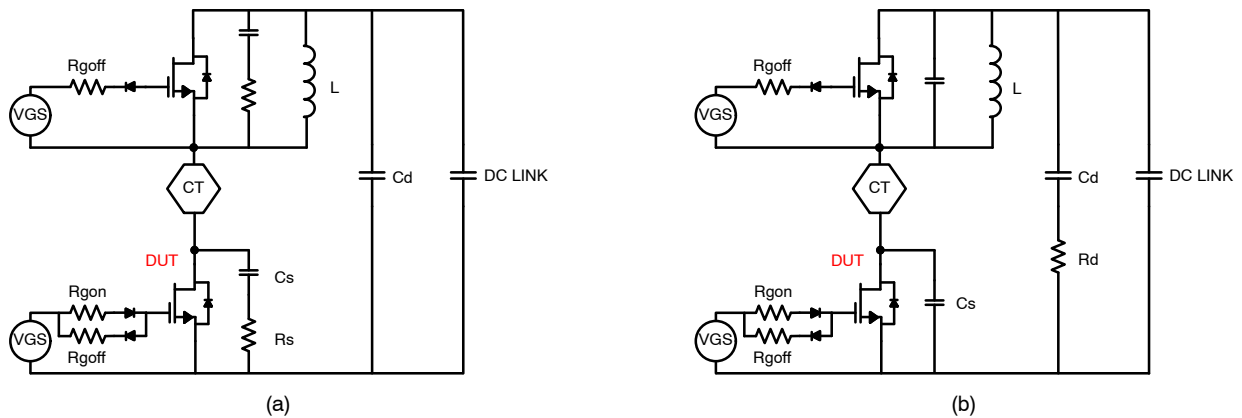 Rgoff
VGS
L
CT
Cd
DC LINK
DUT
Cs
Rgon
VGS
Rs
Rgoff
(a)
Rgoff
VGS
L
CT
Cd
DC LINK
DUT
Rd
Rgon
Cs
VGS
Rgoff
(b)